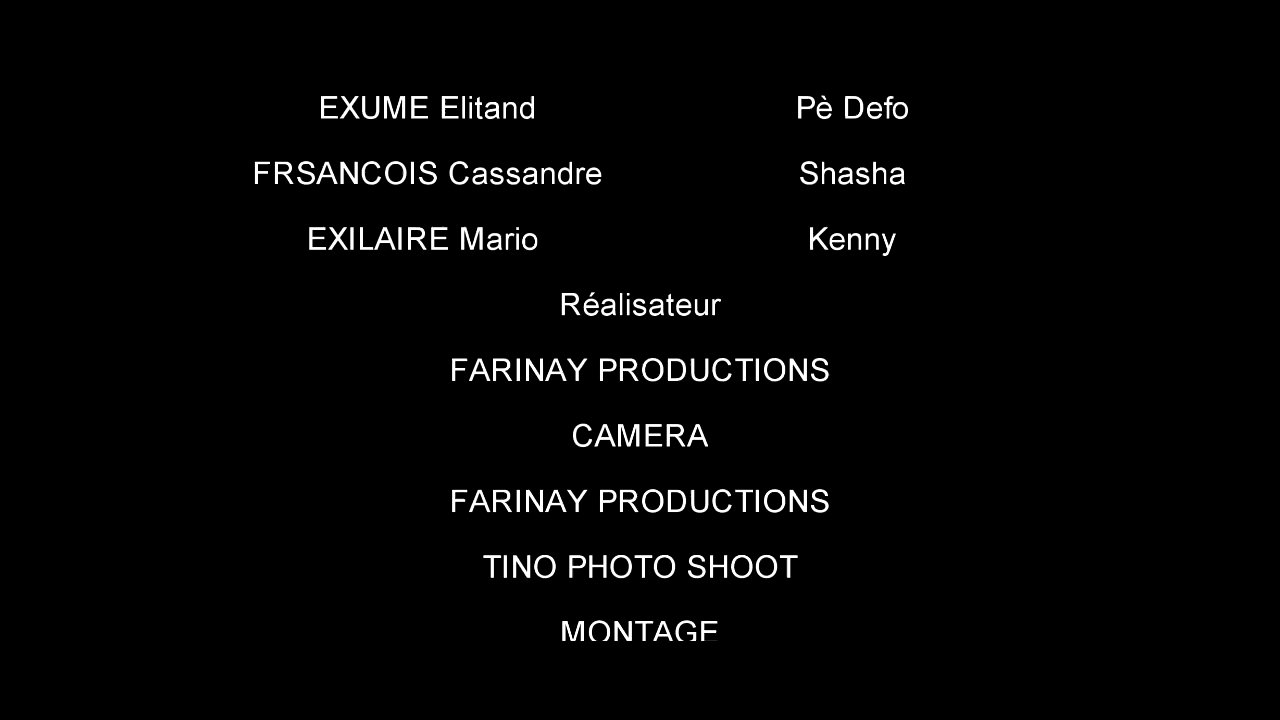 EXUME Elitand Pè Defo
FRSANCOIS Cassandre Shasha
EXILAIRE Mario Kenny
Réalisateur
FARINAY PRODUCTIONS
CAMERA
FARINAY PRODUCTIONS
TINO PHOTO SHOOT
MONTAGE